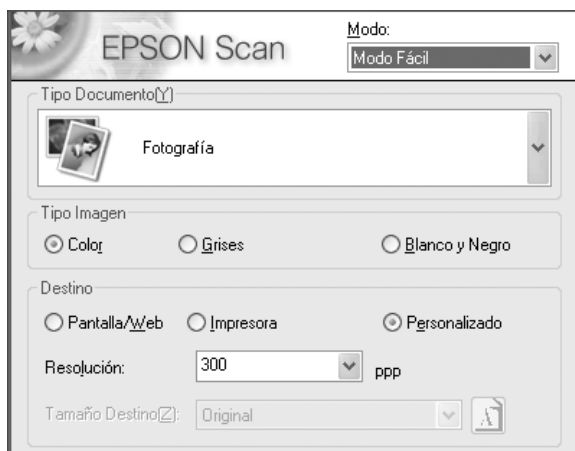 EPSON Scan
Modo:
Modo Fácil
Tipo Documento(Y)
Fotografía
Tipo Imagen
Color Grises Blanco y Negro
Destino
Pantalla/Web Impresora Personalizado
Resolución: 300 ppp
Tamaño Destino(Z): Original A